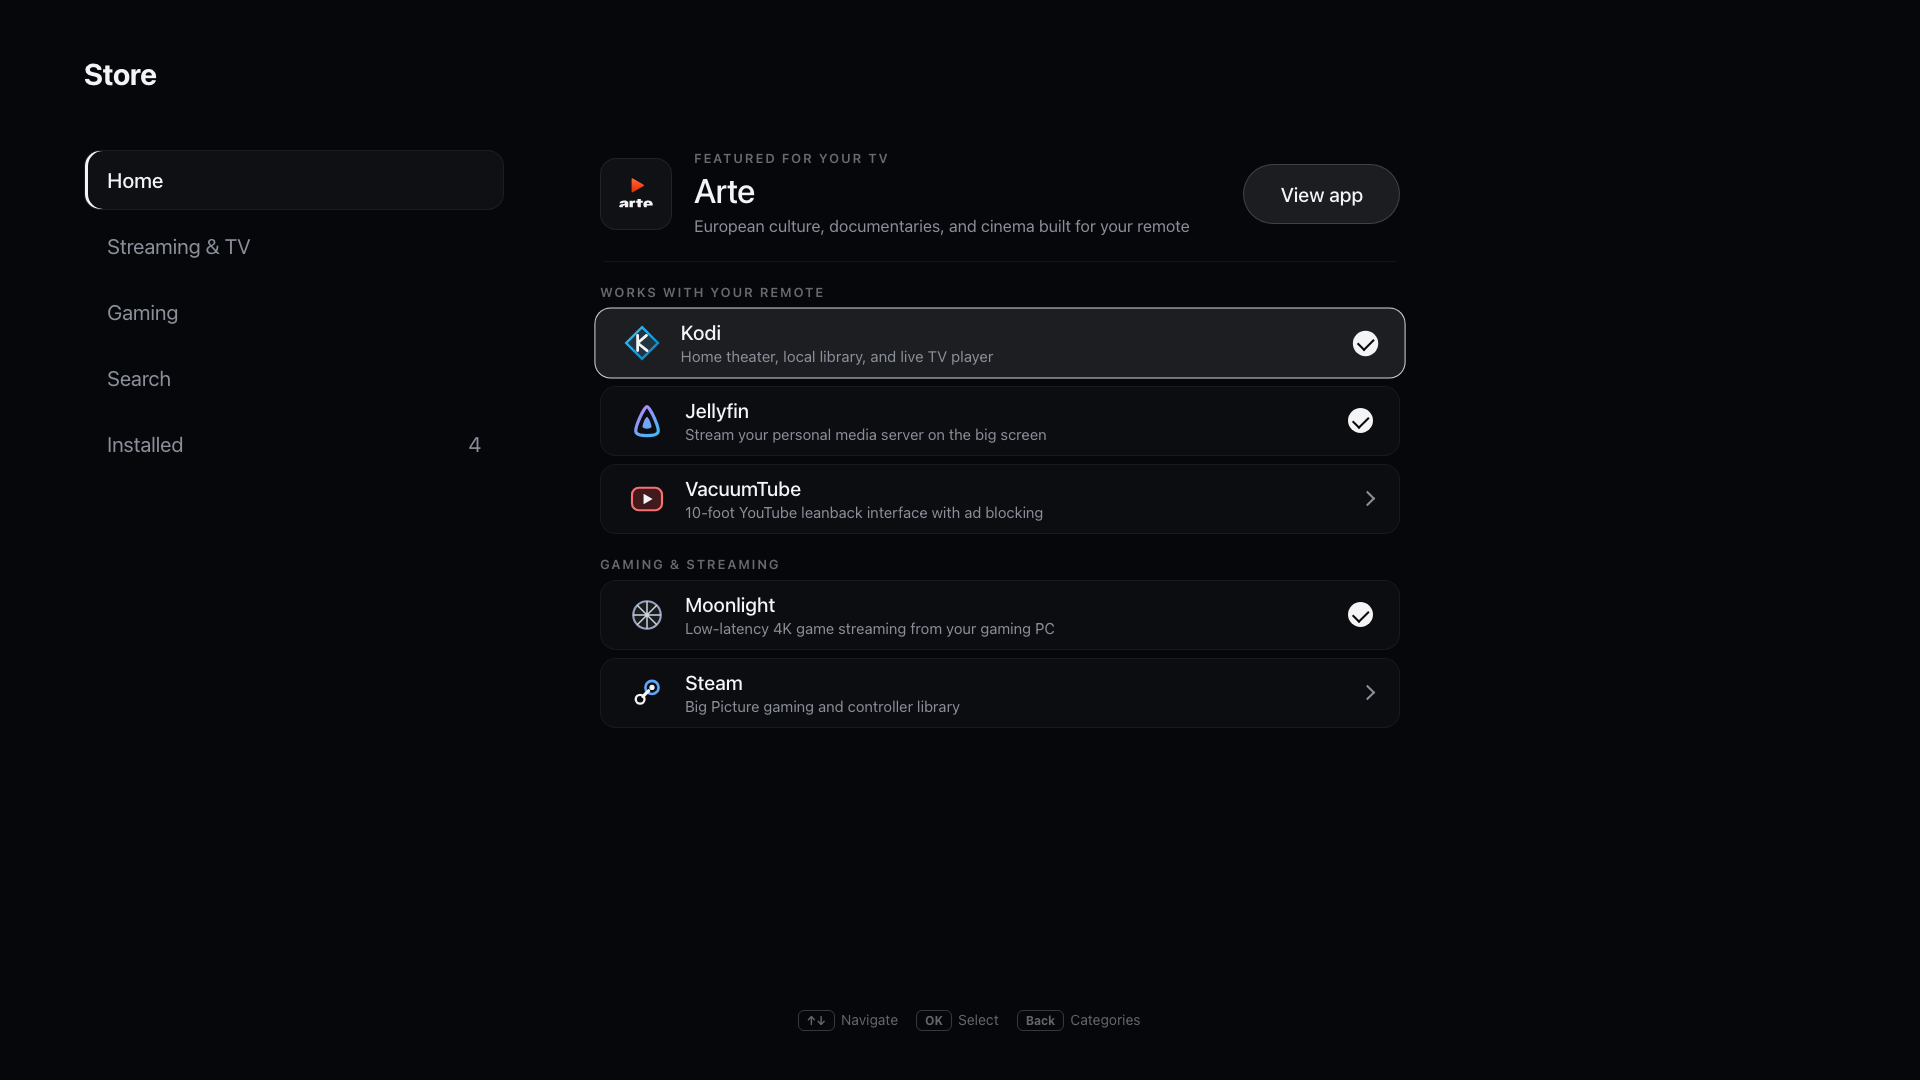 Store
Home
Streaming & TV
Gaming
Search
Installed 4
arte
FEATURED FOR YOUR TV
Arte
European culture, documentaries, and cinema built for your remote
View app
WORKS WITH YOUR REMOTE
Kodi
Home theater, local library, and live TV player
Jellyfin
Stream your personal media server on the big screen
VacuumTube
10-foot YouTube leanback interface with ad blocking
GAMING & STREAMING
Moonlight
Low-latency 4K game streaming from your gaming PC
Steam
Big Picture gaming and controller library
↑↓ Navigate OK Select Back Categories